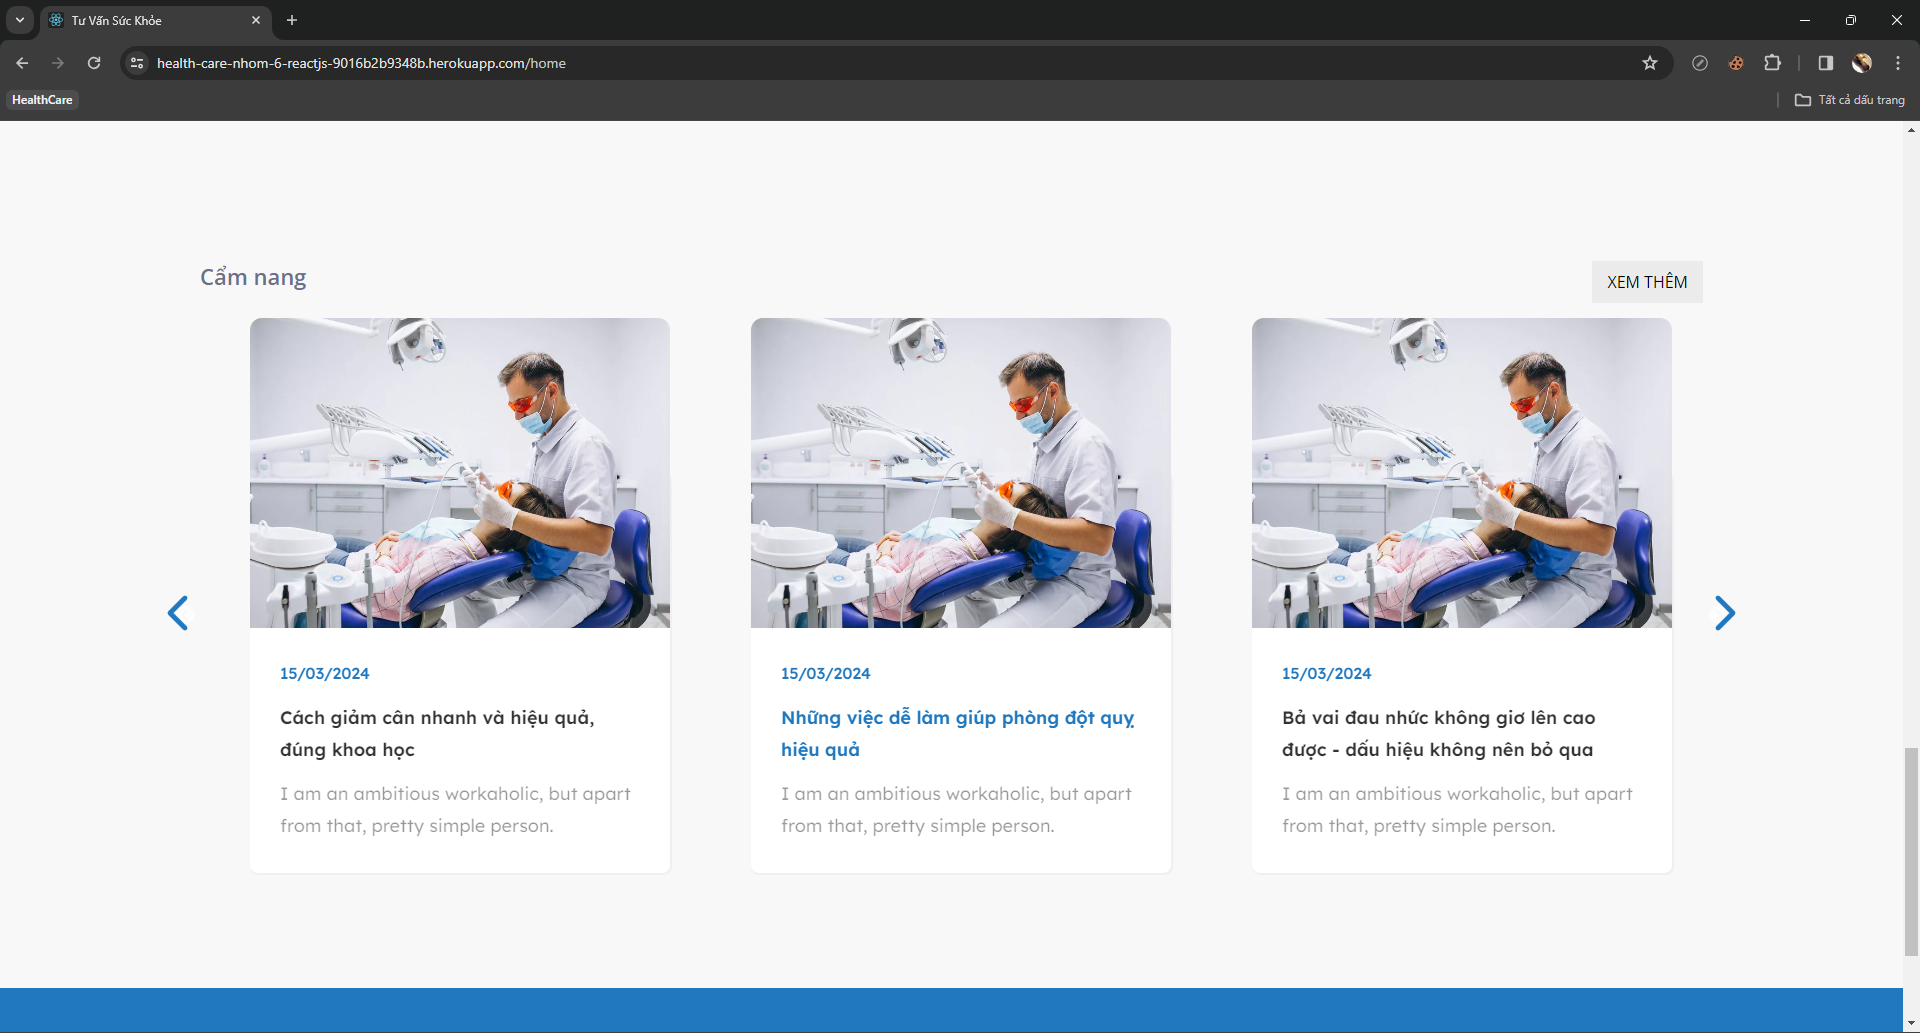 Tư Vấn Sức Khỏe
health-care-nhom-6-reactjs-9016b2b9348b.herokuapp.com/home
HealthCare
Tất cả dấu trang
Cẩm nang
XEM THÊM
15/03/2024
Cách giảm cân nhanh và hiệu quả,
đúng khoa học
I am an ambitious workaholic, but apart
from that, pretty simple person.
15/03/2024
Những việc dễ làm giúp phòng đột quỵ
hiệu quả
I am an ambitious workaholic, but apart
from that, pretty simple person.
15/03/2024
Bả vai đau nhức không giơ lên cao
được - dấu hiệu không nên bỏ qua
I am an ambitious workaholic, but apart
from that, pretty simple person.